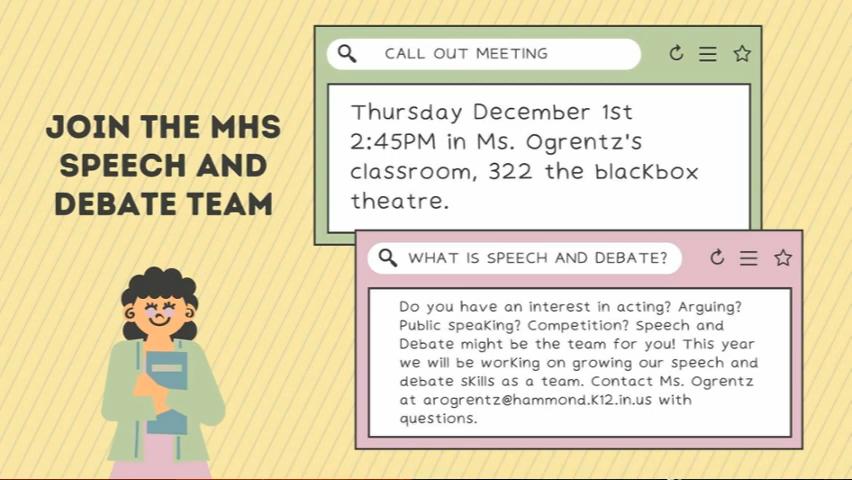 JOIN THE MHS
SPEECH AND
DEBATE TEAM
CALL OUT MEETING
Thursday December 1st
2:45PM in Ms. Ogrentz's
classroom, 322 the blackbox
theatre.
WHAT IS SPEECH AND DEBATE?
Do you have an interest in acting? Arguing?
Public speaking? Competition? Speech and
Debate might be the team for you! This year
we will be working on growing our speech and
debate skills as a team. Contact Ms. Ogrentz
at arogrentz@hammond.k12.in.us with
questions.